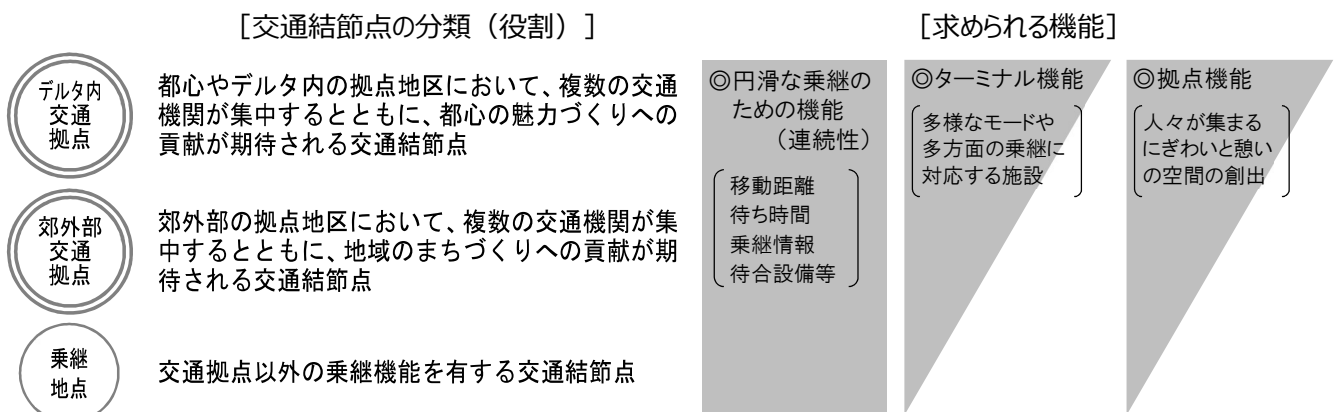 [交通結節点の分類（役割）]
[求められる機能]
デルタ内
交通
拠点
都心やデルタ内の拠点地区において、複数の交通
機関が集中するとともに、都心の魅力づくりへの
貢献が期待される交通結節点
郊外部
交通
拠点
郊外部の拠点地区において、複数の交通機関が集
中するとともに、地域のまちづくりへの貢献が期
待される交通結節点
乗継
地点
交通拠点以外の乗継機能を有する交通結節点
◎円滑な乗継の
ための機能
（連続性）
移動距離
待ち時間
乗継情報
待合設備等
◎ターミナル機能
多様なモードや
多方面の乗継に
対応する施設
◎拠点機能
人々が集まる
にぎわいと憩い
の空間の創出